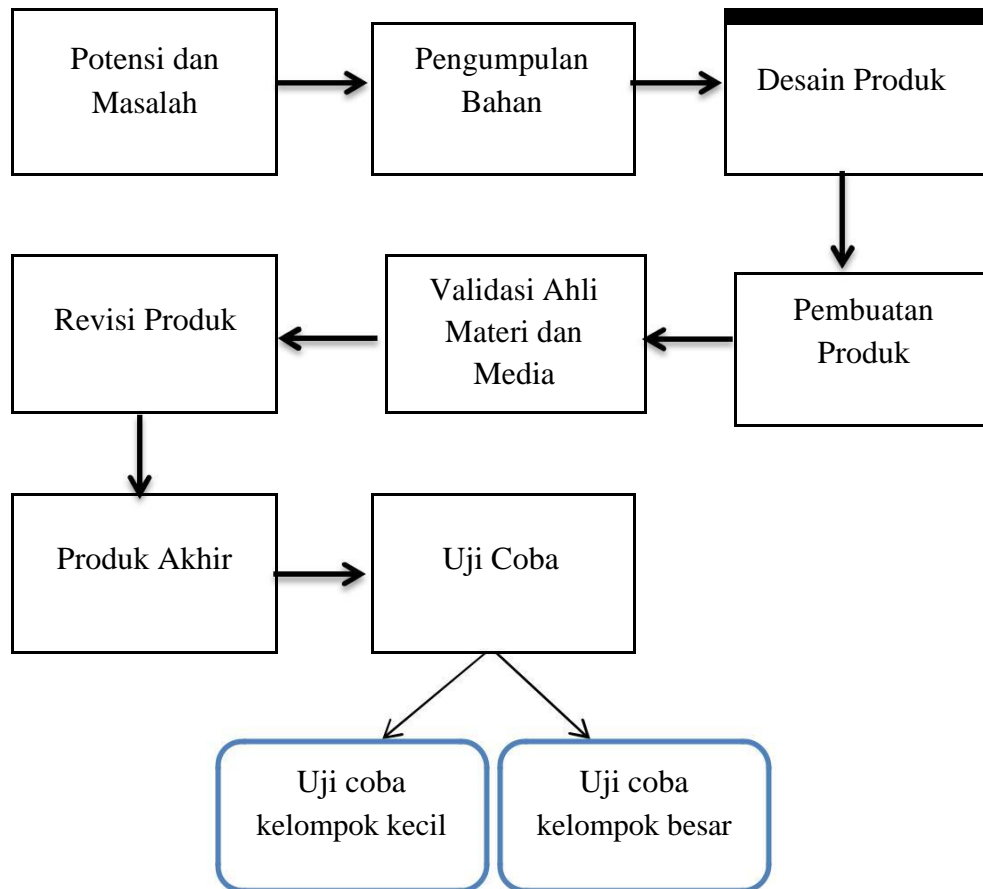 Potensi dan
Masalah
Pengumpulan
Bahan
Desain Produk
Revisi Produk
Validasi Ahli
Materi dan
Media
Pembuatan
Produk
Produk Akhir
Uji Coba
Uji coba
kelompok kecil
Uji coba
kelompok besar